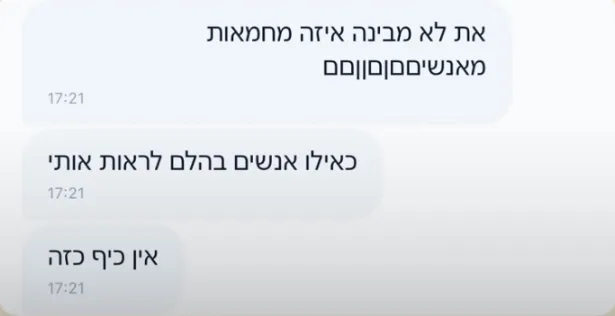 את לא מבינה איזה מחמאות
מאנשיםםםןםןןםם
17:21
כאילו אנשים בהלם לראות אותי
17:21
אין כיף כזה
17:21